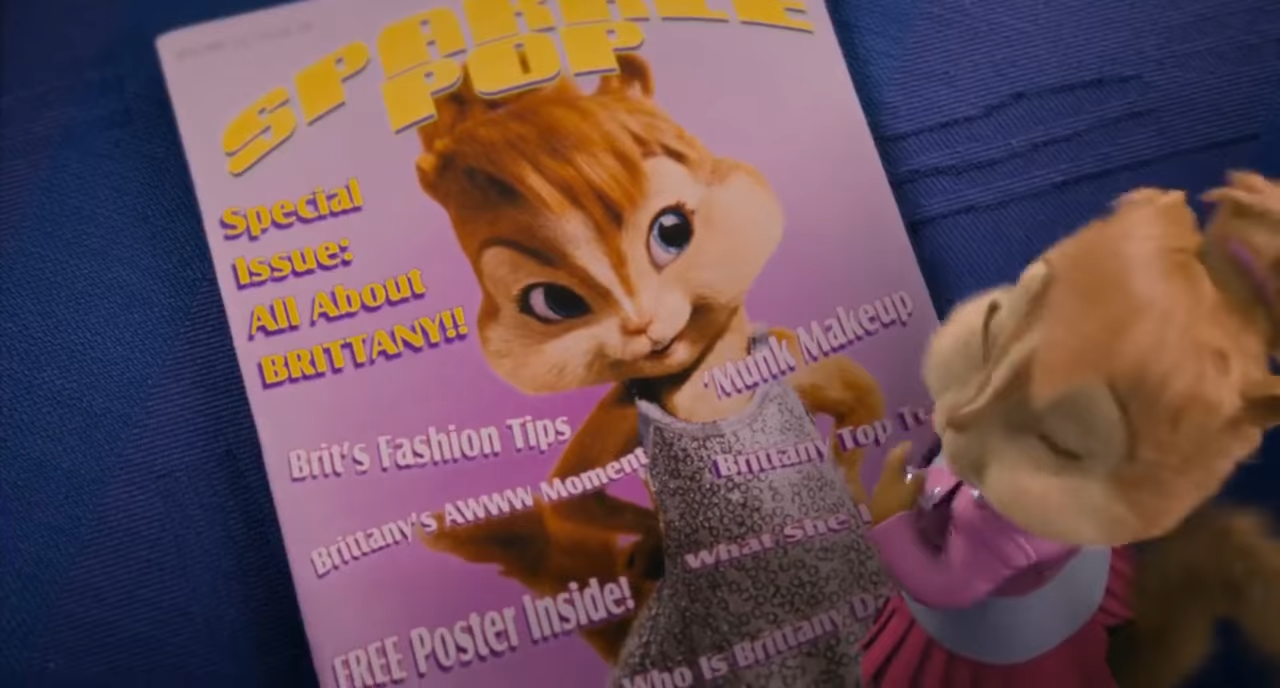 SPARKLE
POP
Special
Issue:
All About
BRITTANY!!
'Munk Makeup
Brit's Fashion Tips
'Brittany Top
Brittany's AWWW Moment
What She
FREE Poster Inside!
Who Is Brittany